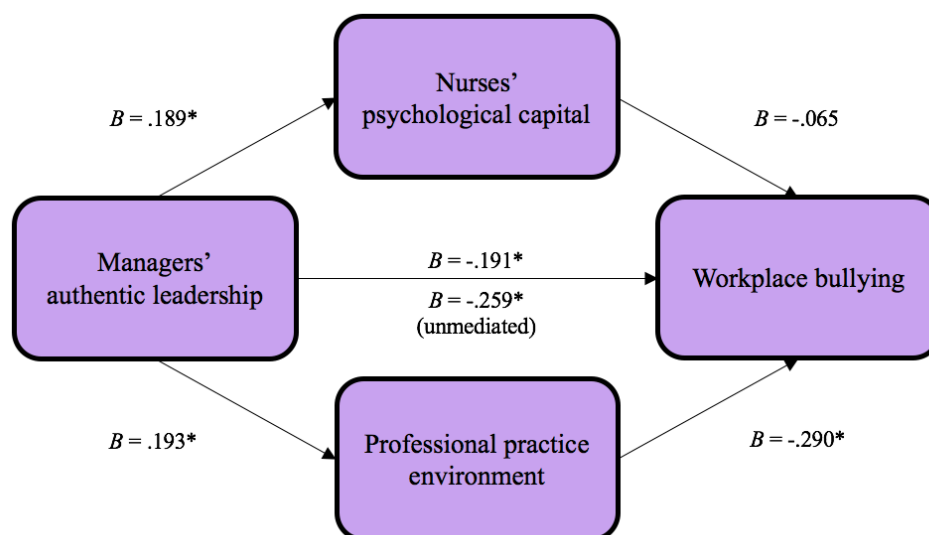 Nurses’
psychological capital
B = .189*
B = -.065
Managers’
authentic leadership
B = -.191*
B = -.259*
(unmediated)
Workplace bullying
B = .193*
Professional practice
environment
B = -.290*